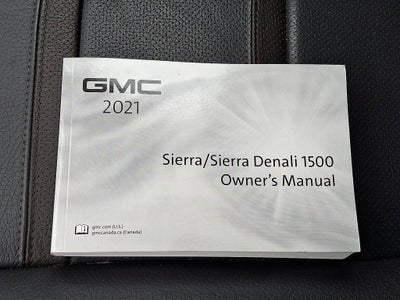 GMC
2021
Sierra/Sierra Denali 1500
Owner's Manual
gmc.com (U.S.)
gmccanada.ca (Canada)